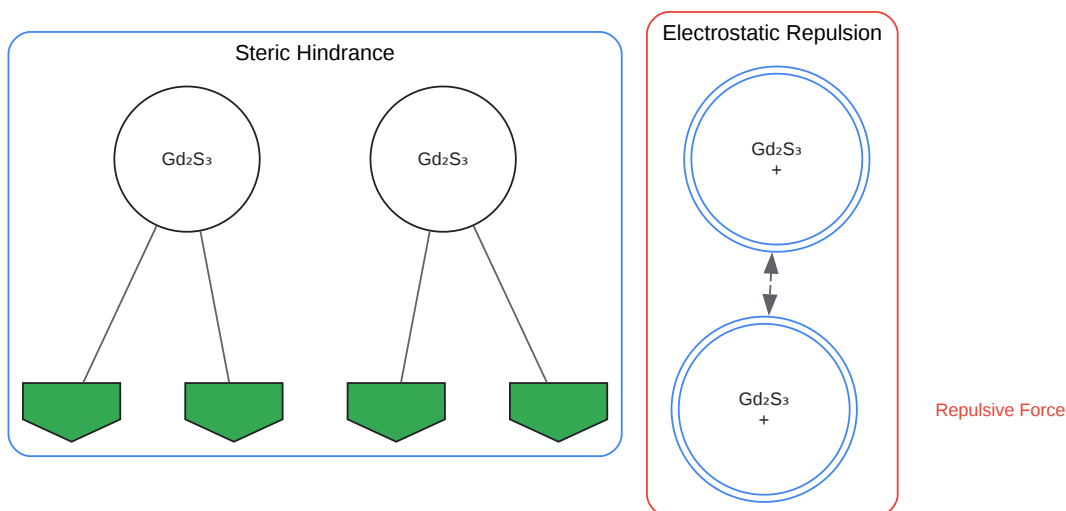 Steric Hindrance
Gd₂S₃
Gd₂S₃
Electrostatic Repulsion
Gd₂S₃
+
Gd₂S₃
+
Repulsive Force